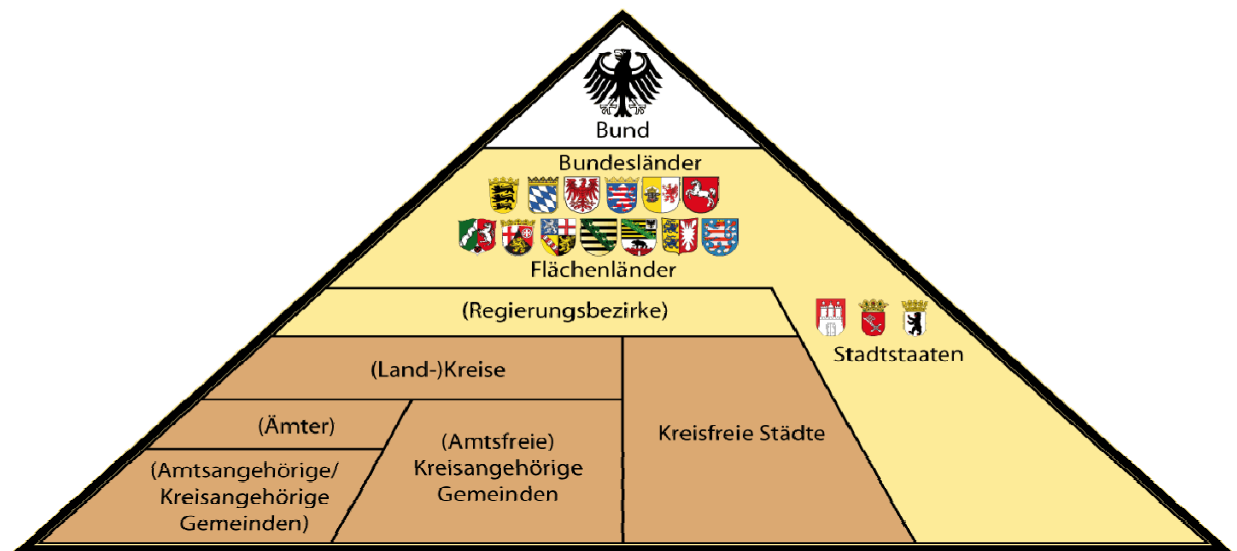 Bund
Bundesländer
Flächenländer
(Regierungsbezirke)
Stadtstaaten
(Land-)Kreise
(Ämter)
(Amtsangehörige/
Kreisangehörige
Gemeinden)
(Amtsfreie)
Kreisangehörige
Gemeinden
Kreisfreie Städte